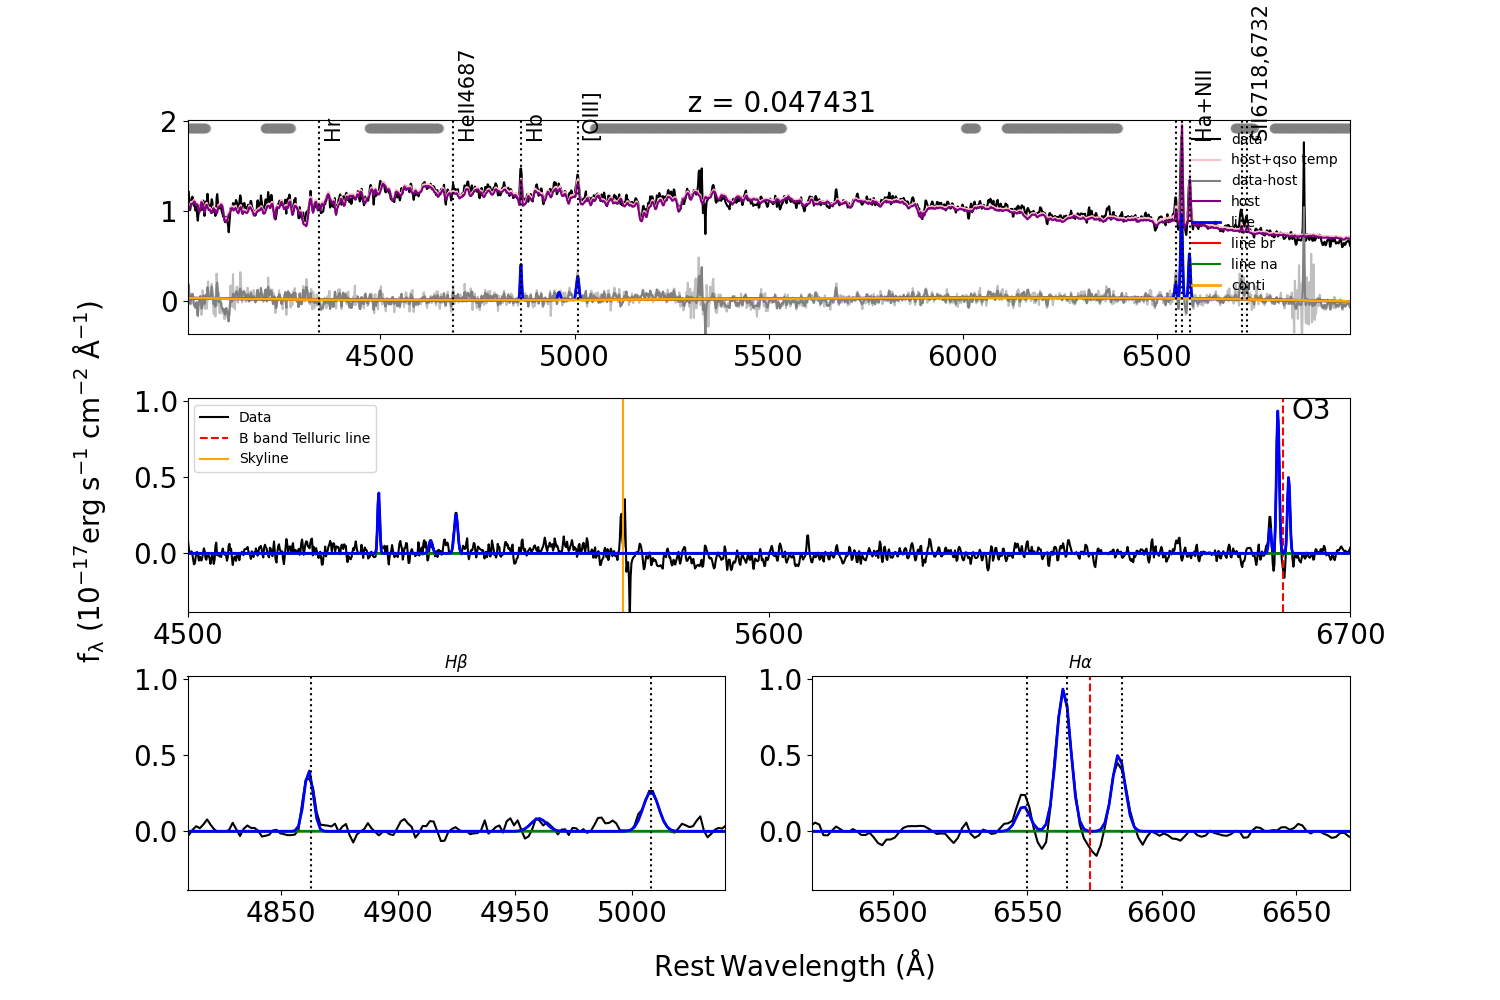 z = 0.047431
Hr
HeII4687
Hb
[OIII]
Ha+NII
SII6718,6732
2
1
0
data
host+qso temp
data-host
host
line
line br
line na
conti
4500 5000 5500 6000 6500
f_λ (10^−17 erg s^−1 cm^−2 Å^−1)
1.0
0.5
0.0
Data
B band Telluric line
Skyline
O3
4500 5600 6700
Hβ
1.0
0.5
0.0
4850 4900 4950 5000
Hα
1.0
0.5
0.0
6500 6550 6600 6650
Rest Wavelength (Å)